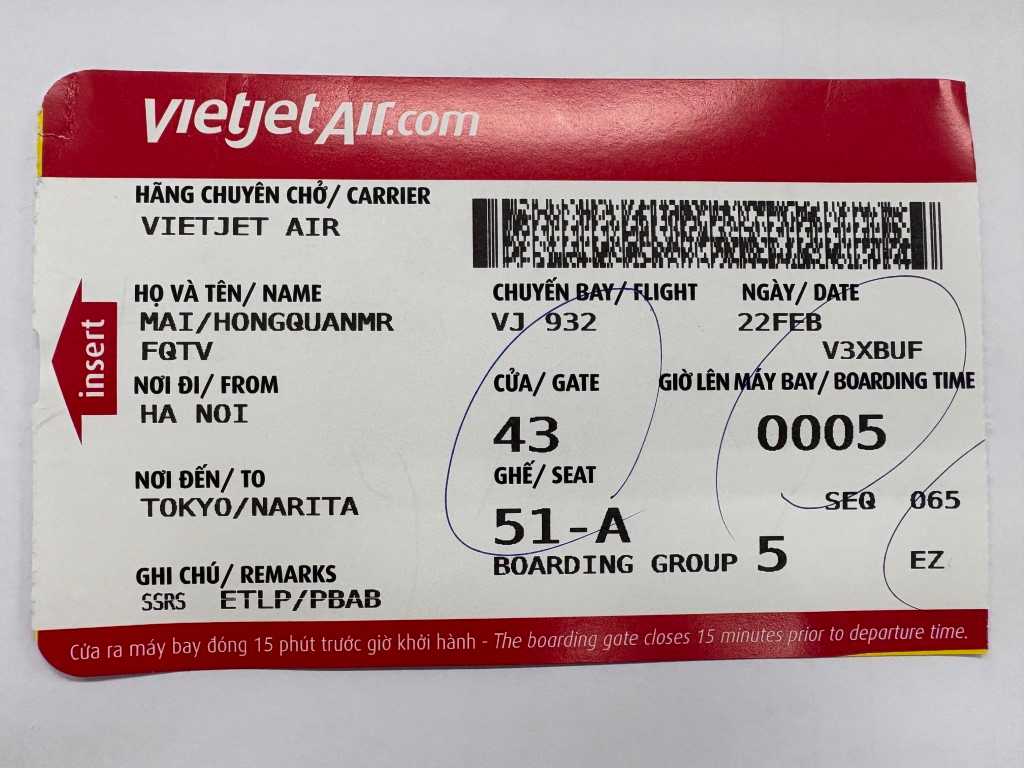 vietjetAir.com
HÃNG CHUYÊN CHỞ/ CARRIER
VIETJET AIR
HỌ VÀ TÊN/ NAME
MAI/HONGQUANMR
FQTV
CHUYẾN BAY/ FLIGHT
VJ 932
NGÀY/ DATE
22FEB
V3XBUF
insert
NƠI ĐI/ FROM
HA NOI
CỬA/ GATE
43
GIỜ LÊN MÁY BAY/ BOARDING TIME
0005
NƠI ĐẾN/ TO
TOKYO/NARITA
GHẾ/ SEAT
51-A
SEQ 065
BOARDING GROUP 5
EZ
GHI CHÚ/ REMARKS
SSRS ETLP/PBAB
Cửa ra máy bay đóng 15 phút trước giờ khởi hành - The boarding gate closes 15 minutes prior to departure time.